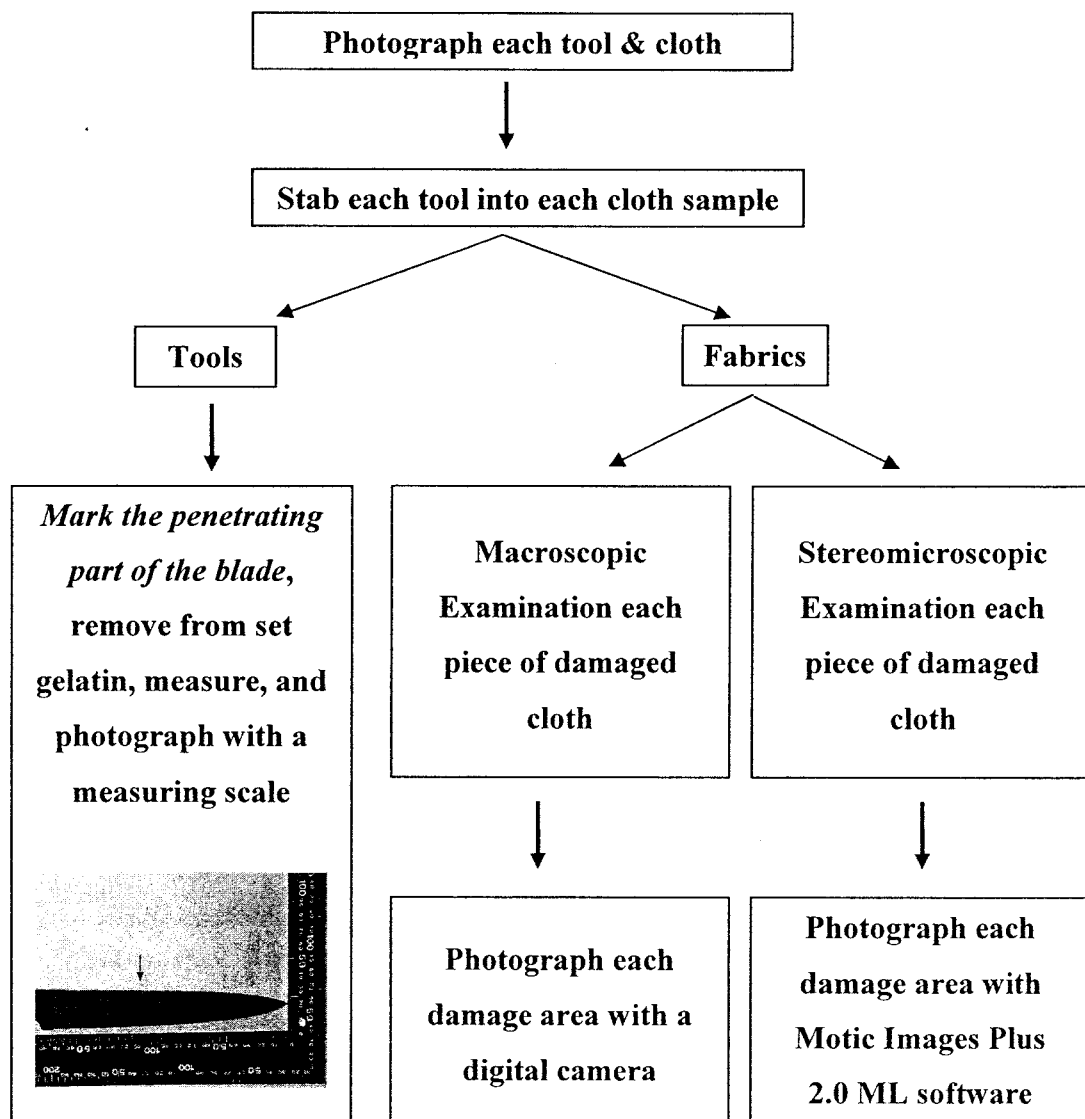 Photograph each tool & cloth
Stab each tool into each cloth sample
Tools
Fabrics
Mark the penetrating
part of the blade,
remove from set
gelatin, measure, and
photograph with a
measuring scale
Macroscopic
Examination each
piece of damaged
cloth
Stereomicroscopic
Examination each
piece of damaged
cloth
Photograph each
damage area with a
digital camera
Photograph each
damage area with
Motic Images Plus
2.0 ML software